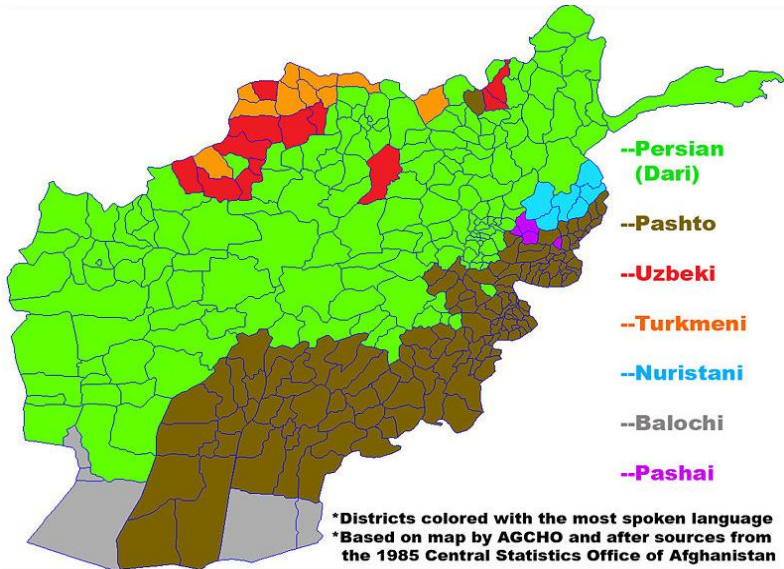 --Persian
(Dari)
--Pashto
--Uzbeki
--Turkmeni
--Nuristani
--Balochi
--Pashai
*Districts colored with the most spoken language
*Based on map by AGCHO and after sources from
the 1985 Central Statistics Office of Afghanistan